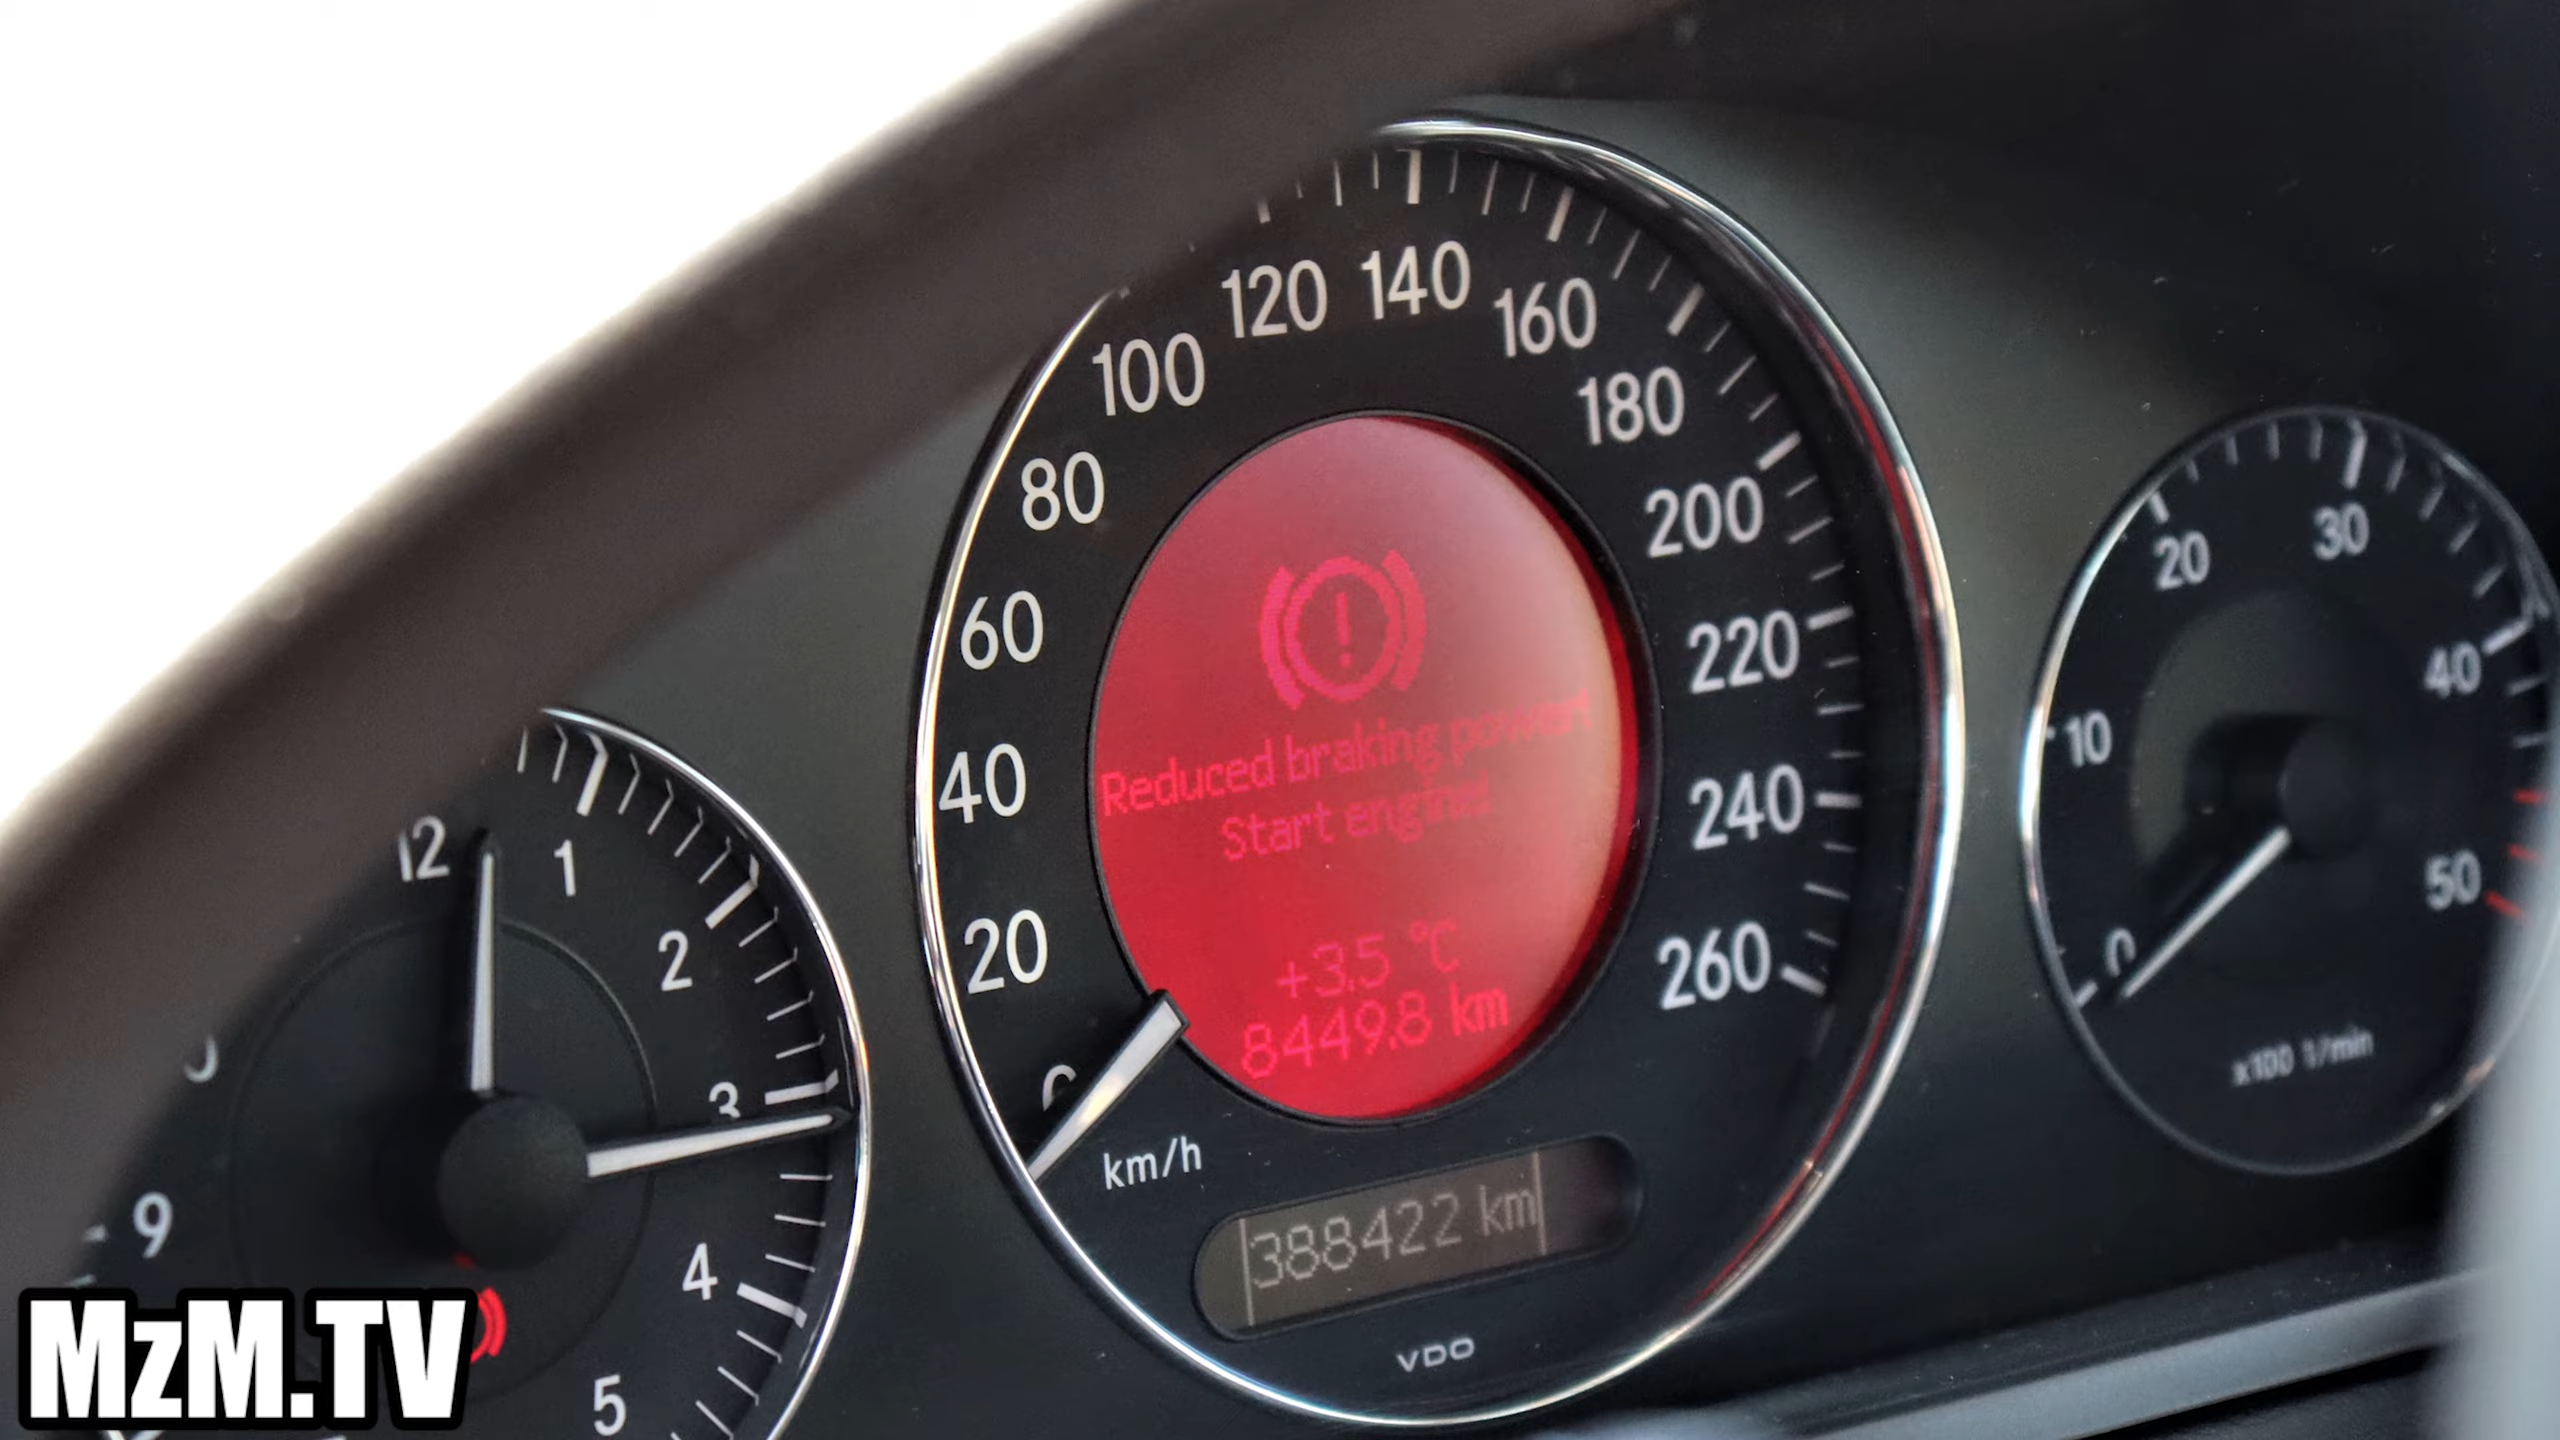 120 140
160
100
180
80
200
30
20
60
220
40
10
40
240
Reduced braking power!
Start engine!
12 1
50
2
20
+3.5 °C
260
0
8449.8 km
0
3
x100 1/min
km/h
9
388422 km
4
VDO
MzM.TV
5